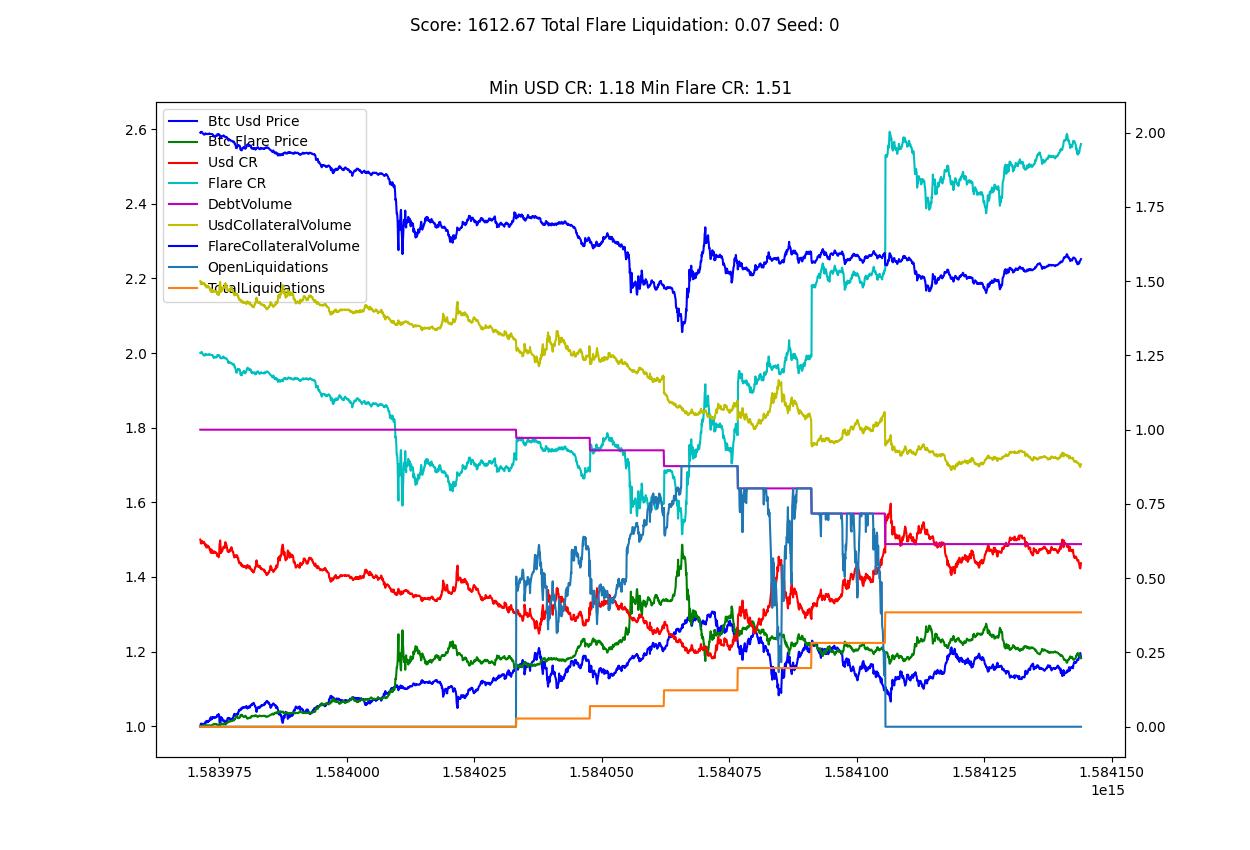 Score: 1612.67 Total Flare Liquidation: 0.07 Seed: 0
Min USD CR: 1.18 Min Flare CR: 1.51
Btc Usd Price
Btc Flare Price
Usd CR
Flare CR
DebtVolume
UsdCollateralVolume
FlareCollateralVolume
OpenLiquidations
TotalLiquidations
2.6
2.4
2.2
2.0
1.8
1.6
1.4
1.2
1.0
2.00
1.75
1.50
1.25
1.00
0.75
0.50
0.25
0.00
1.583975 1.584000 1.584025 1.584050 1.584075 1.584100 1.584125 1.584150
1e15